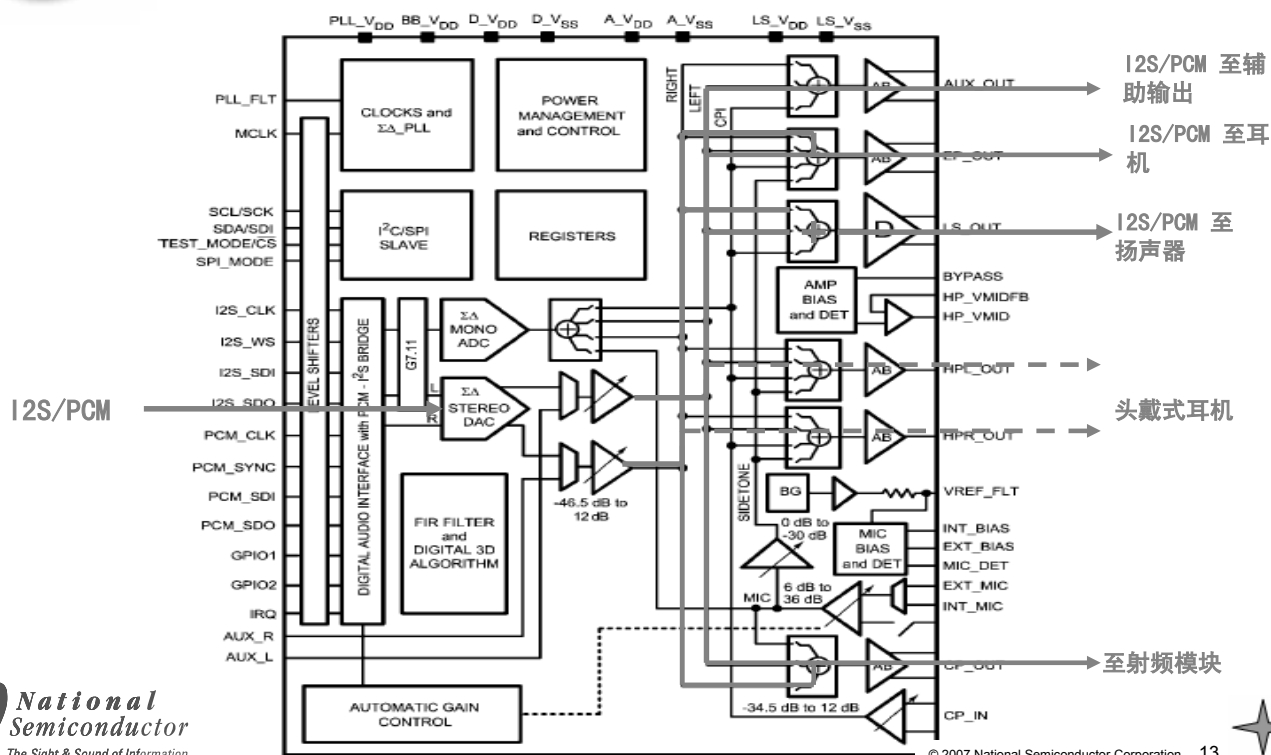 PLL_VDD BB_VDD D_VDD D_VSS A_VDD A_VSS LS_VDD LS_VSS
PLL_FLT
MCLK
SCL/SCK
SDA/SDI
TEST_MODE/CS
SPI_MODE
I2S_CLK
I2S_WS
I2S_SDI
I2S_SDO
PCM_CLK
PCM_SYNC
PCM_SDI
PCM_SDO
GPIO1
GPIO2
IRQ
AUX_R
AUX_L
I2S/PCM
LEVEL SHIFTERS
DIGITAL AUDIO INTERFACE with PCM - I2S BRIDGE
CLOCKS and
ΣΔ_PLL
POWER
MANAGEMENT
and CONTROL
I2C/SPI
SLAVE
REGISTERS
G7.11
ΣΔ
MONO
ADC
L
R
ΣΔ
STEREO
DAC
-46.5 dB to
12 dB
FIR FILTER
and
DIGITAL 3D
ALGORITHM
AUTOMATIC GAIN
CONTROL
RIGHT
LEFT
CPI
SIDETONE
AB
AB
D
AMP
BIAS
and DET
AB
AB
BG
0 dB to
-30 dB
MIC
BIAS
and DET
MIC
6 dB to
36 dB
AB
-34.5 dB to 12 dB
AUX_OUT
EP_OUT
LS_OUT
BYPASS
HP_VMIDFB
HP_VMID
HPL_OUT
HPR_OUT
VREF_FLT
INT_BIAS
EXT_BIAS
MIC_DET
EXT_MIC
INT_MIC
CP_OUT
CP_IN
I2S/PCM 至辅
助输出
I2S/PCM 至耳
机
I2S/PCM 至
扬声器
头戴式耳机
至射频模块
National
Semiconductor
The Sight & Sound of Information
© 2007 National Semiconductor Corporation 13